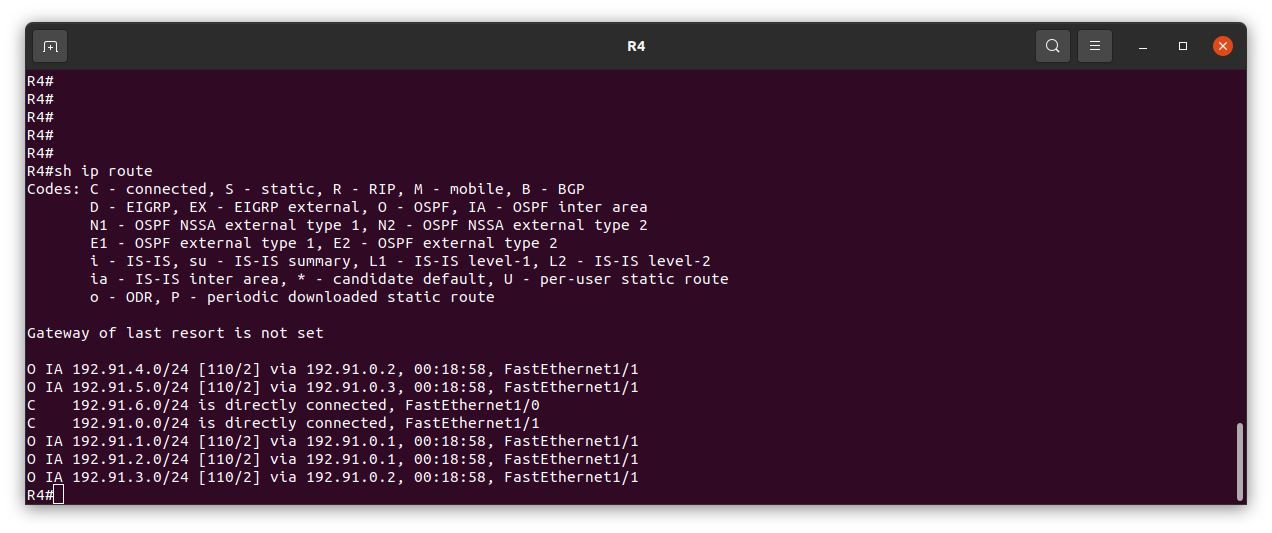 R4
R4#
R4#
R4#
R4#
R4#
R4#sh ip route
Codes: C - connected, S - static, R - RIP, M - mobile, B - BGP
       D - EIGRP, EX - EIGRP external, O - OSPF, IA - OSPF inter area
       N1 - OSPF NSSA external type 1, N2 - OSPF NSSA external type 2
       E1 - OSPF external type 1, E2 - OSPF external type 2
       i - IS-IS, su - IS-IS summary, L1 - IS-IS level-1, L2 - IS-IS level-2
       ia - IS-IS inter area, * - candidate default, U - per-user static route
       o - ODR, P - periodic downloaded static route
Gateway of last resort is not set
O IA 192.91.4.0/24 [110/2] via 192.91.0.2, 00:18:58, FastEthernet1/1
O IA 192.91.5.0/24 [110/2] via 192.91.0.3, 00:18:58, FastEthernet1/1
C    192.91.6.0/24 is directly connected, FastEthernet1/0
C    192.91.0.0/24 is directly connected, FastEthernet1/1
O IA 192.91.1.0/24 [110/2] via 192.91.0.1, 00:18:58, FastEthernet1/1
O IA 192.91.2.0/24 [110/2] via 192.91.0.1, 00:18:58, FastEthernet1/1
O IA 192.91.3.0/24 [110/2] via 192.91.0.2, 00:18:58, FastEthernet1/1
R4#